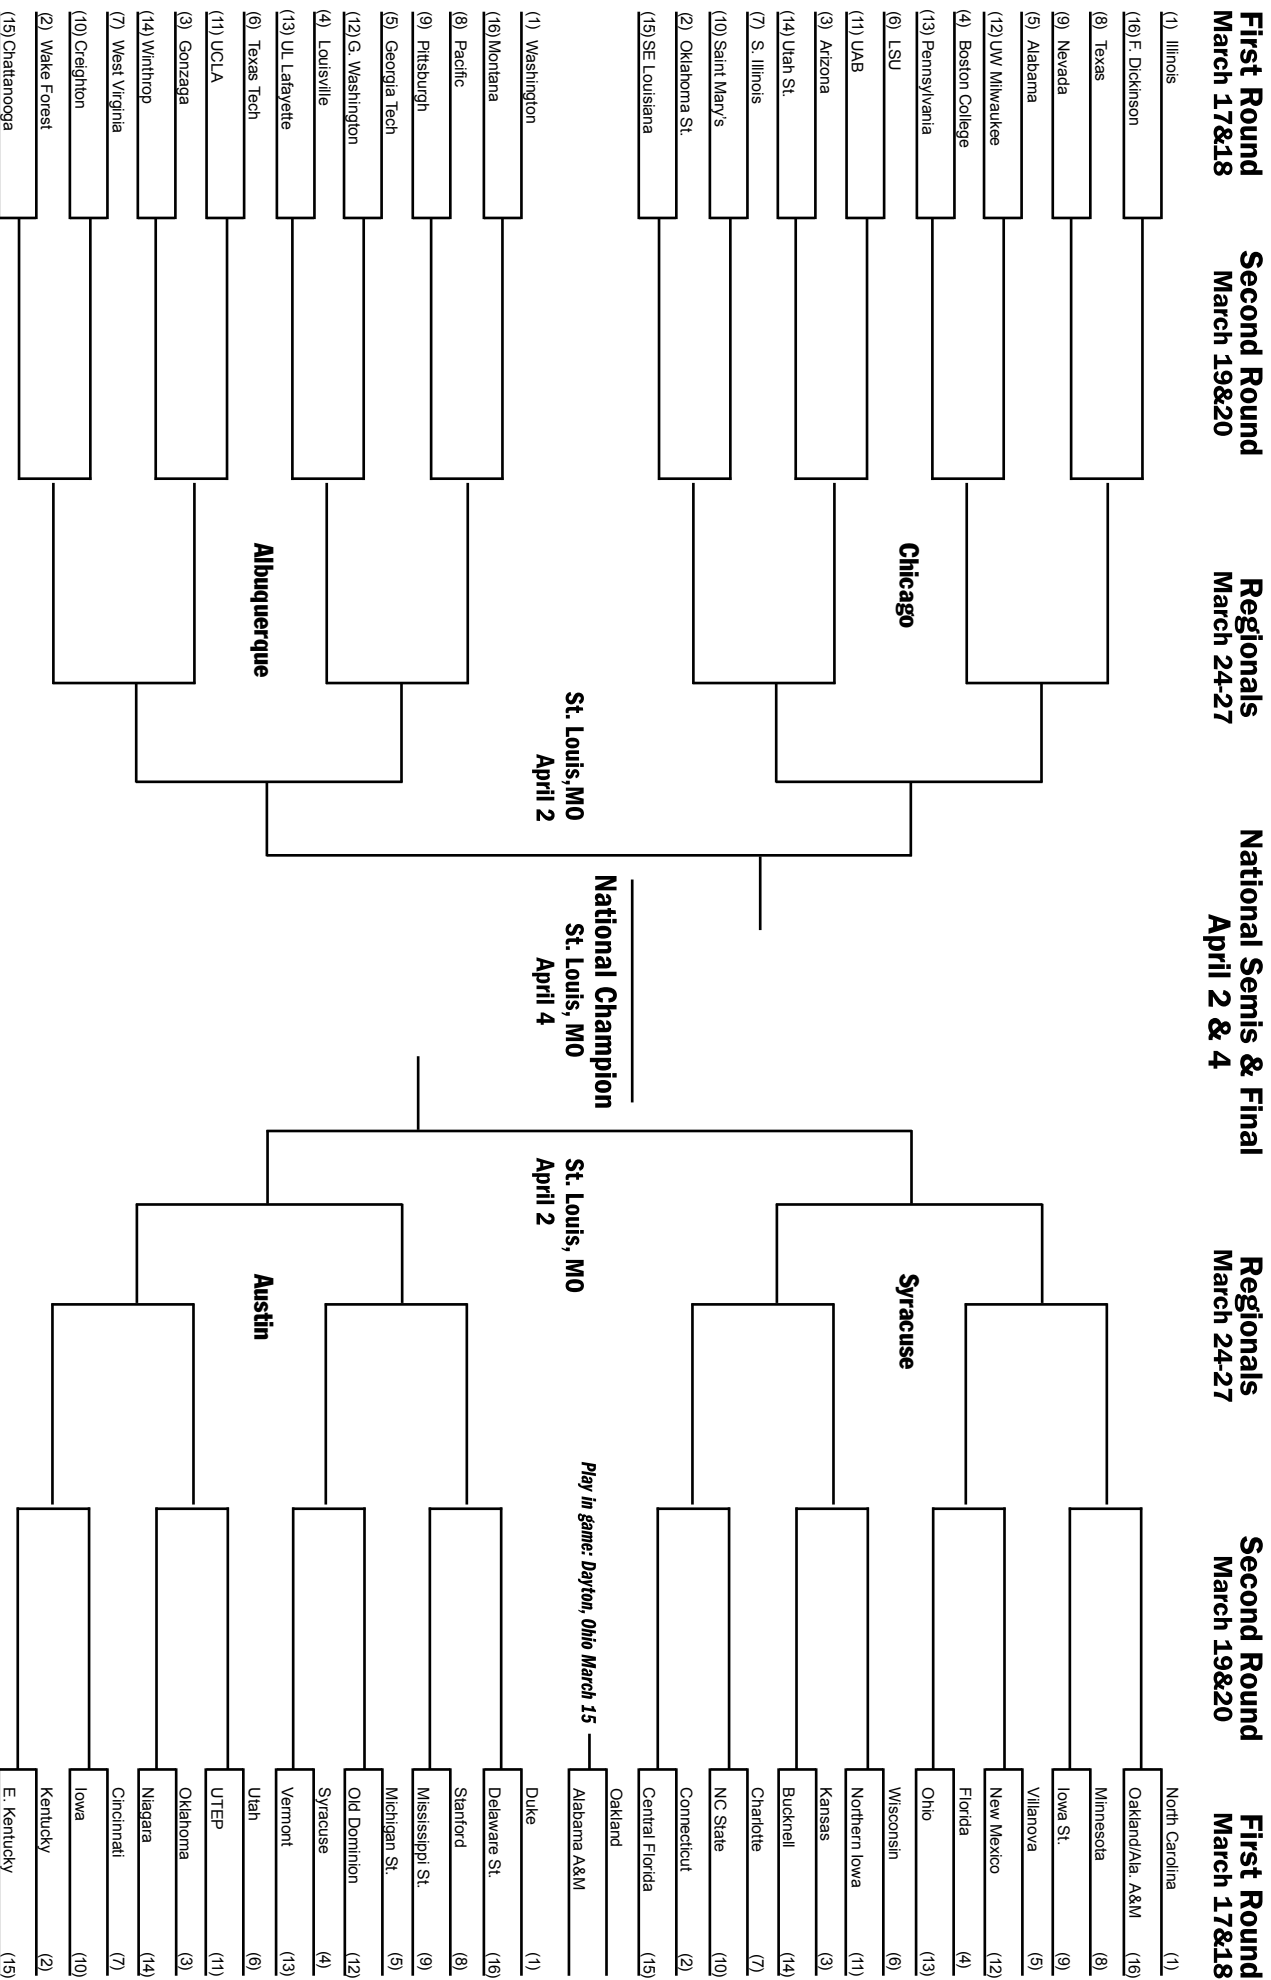 First Round
March 17&18
Second Round
March 19&20
Regionals
March 24-27
National Semis & Final
April 2 & 4
Regionals
March 24-27
Second Round
March 19&20
First Round
March 17&18
(1) Illinois
(16) F. Dickinson
(8) Texas
(9) Nevada
(5) Alabama
(12) UW Milwaukee
(4) Boston College
(13) Pennsylvania
(6) LSU
(11) UAB
(3) Arizona
(14) Utah St.
(7) S. Illinois
(10) Saint Mary's
(2) Oklahoma St.
(15) SE Louisiana
Chicago
(1) Washington
(16) Montana
(8) Pacific
(9) Pittsburgh
(5) Georgia Tech
(12) G. Washington
(4) Louisville
(13) UL Lafayette
(6) Texas Tech
(11) UCLA
(3) Gonzaga
(14) Winthrop
(7) West Virginia
(10) Creighton
(2) Wake Forest
(15) Chattanooga
Albuquerque
St. Louis,MO
April 2
National Champion
St. Louis, MO
April 4
St. Louis, MO
April 2
Syracuse
North Carolina (1)
Oakland/Ala. A&M (16)
Minnesota (8)
Iowa St. (9)
Villanova (5)
New Mexico (12)
Florida (4)
Ohio (13)
Wisconsin (6)
Northern Iowa (11)
Kansas (3)
Bucknell (14)
Charlotte (7)
NC State (10)
Connecticut (2)
Central Florida (15)
Play in game: Dayton, Ohio March 15
Oakland
Alabama A&M
Austin
Duke (1)
Delaware St. (16)
Stanford (8)
Mississippi St. (9)
Michigan St. (5)
Old Dominion (12)
Syracuse (4)
Vermont (13)
Utah (6)
UTEP (11)
Oklahoma (3)
Niagara (14)
Cincinnati (7)
Iowa (10)
Kentucky (2)
E. Kentucky (15)